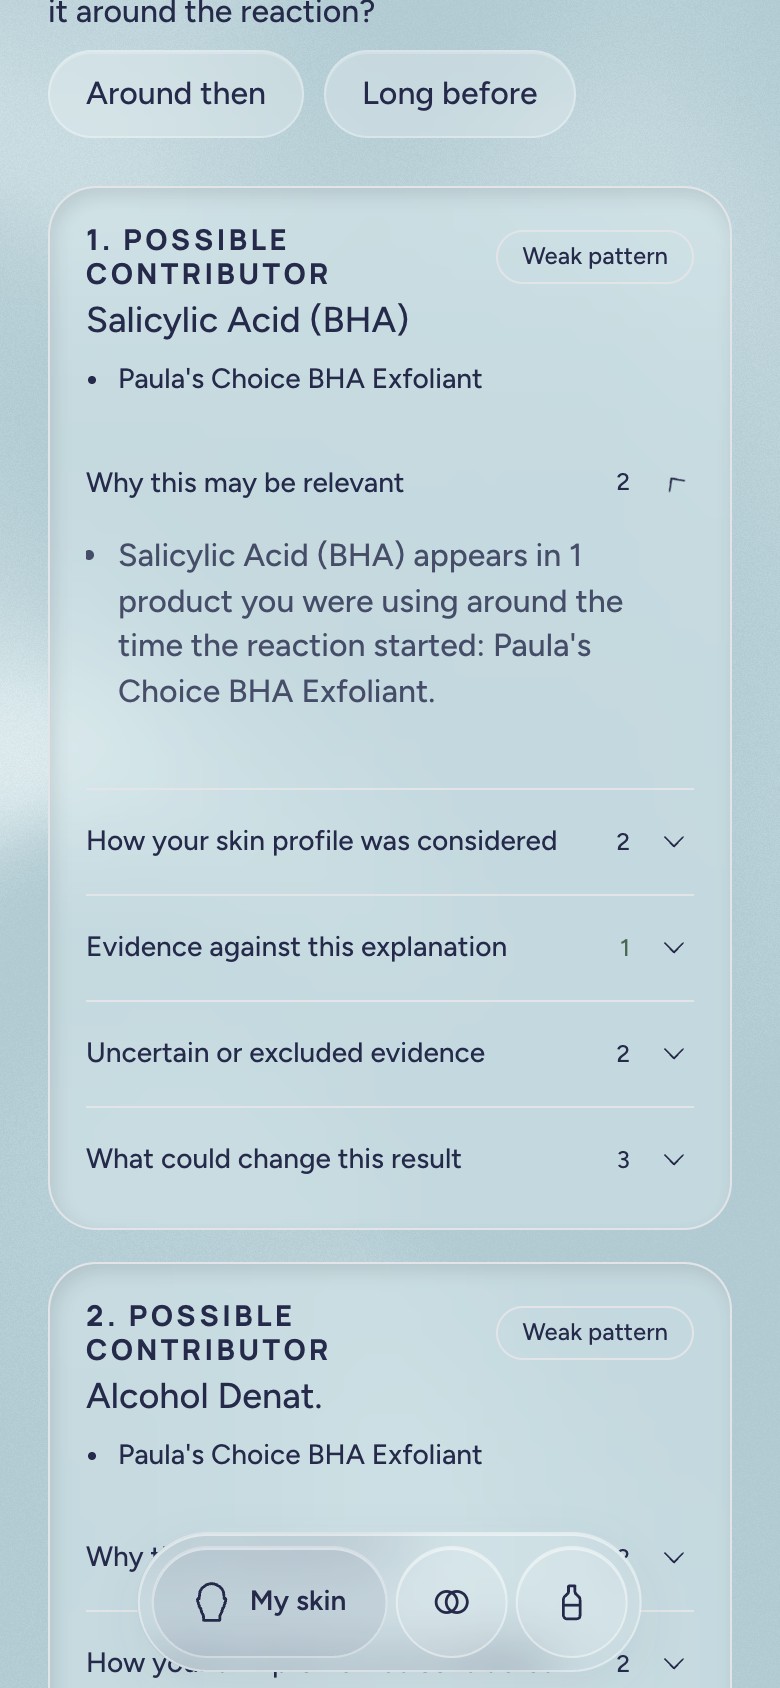 it around the reaction?
Around then
Long before
1. POSSIBLE
CONTRIBUTOR
Weak pattern
Salicylic Acid (BHA)
• Paula's Choice BHA Exfoliant
Why this may be relevant 2
• Salicylic Acid (BHA) appears in 1
product you were using around the
time the reaction started: Paula's
Choice BHA Exfoliant.
How your skin profile was considered 2
Evidence against this explanation 1
Uncertain or excluded evidence 2
What could change this result 3
2. POSSIBLE
CONTRIBUTOR
Weak pattern
Alcohol Denat.
• Paula's Choice BHA Exfoliant
Why
My skin
How 2